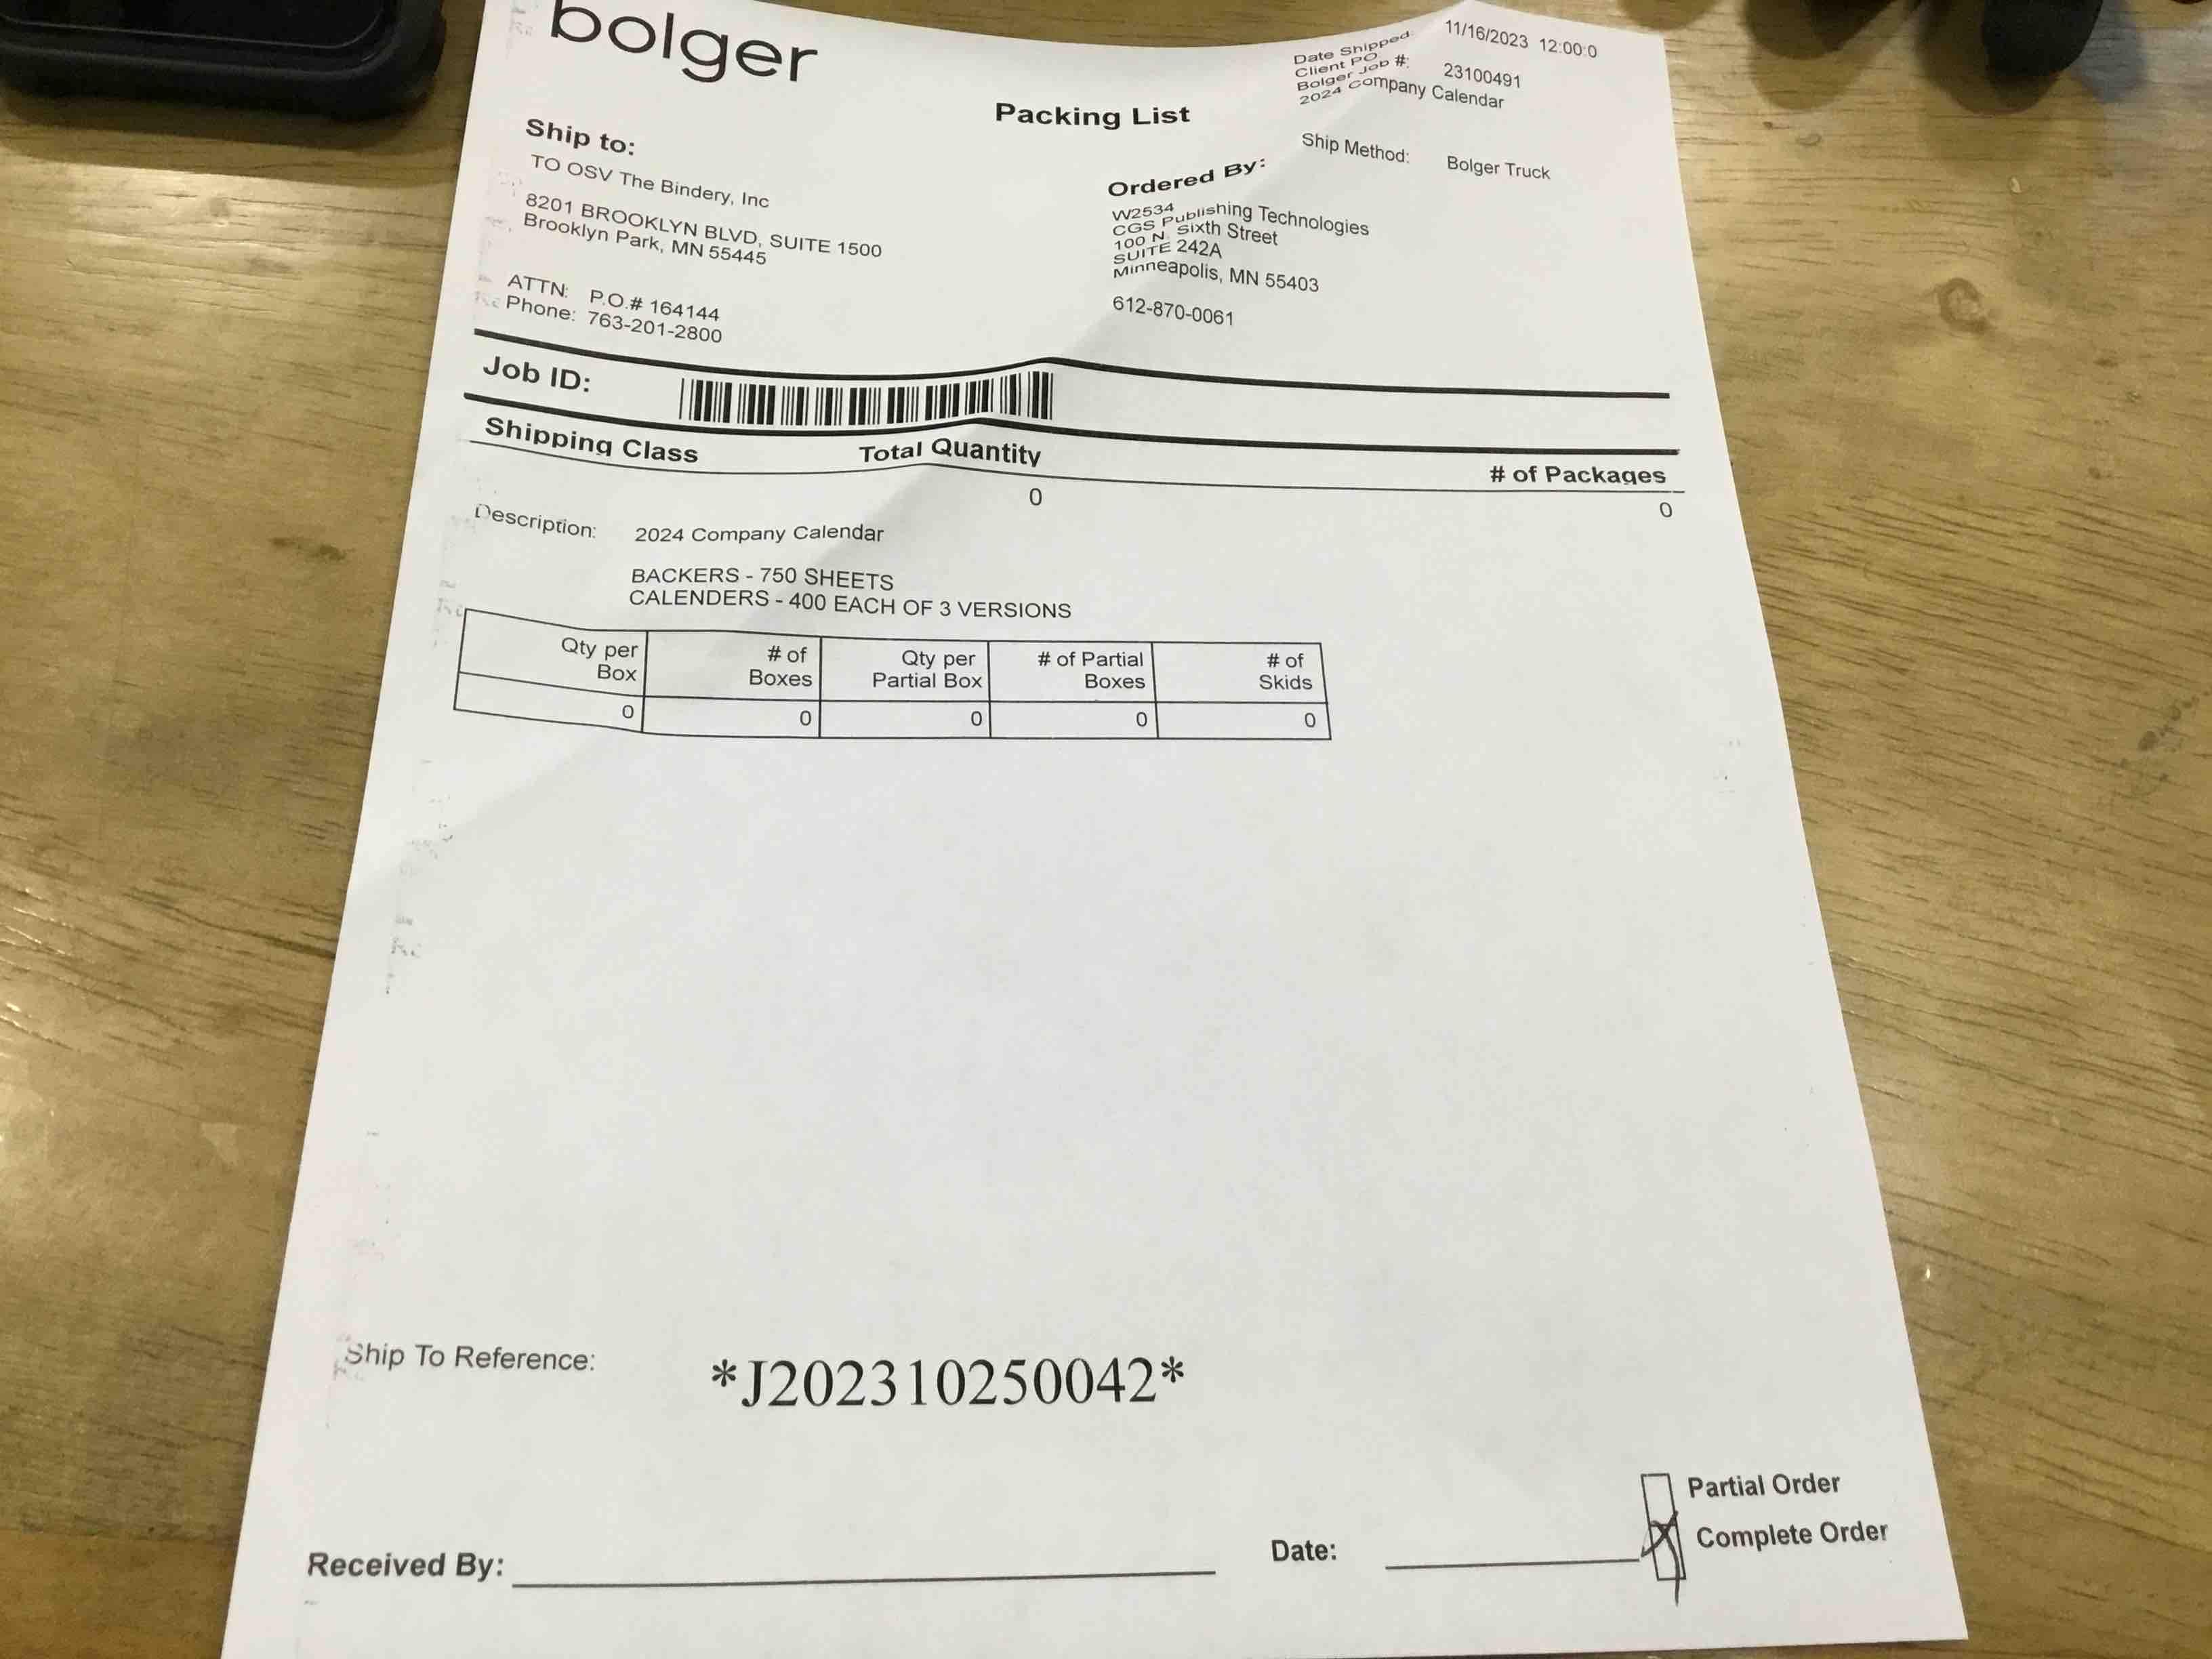 bolger
Packing List
Date Shipped: 11/16/2023 12:00:0
Client PO
Bolger Job #: 23100491
2024 Company Calendar
Ship Method: Bolger Truck
Ship to:
TO OSV The Bindery, Inc
8201 BROOKLYN BLVD, SUITE 1500
Brooklyn Park, MN 55445
ATTN: P.O.# 164144
Phone: 763-201-2800
Ordered By:
W2534
CGS Publishing Technologies
100 N. Sixth Street
SUITE 242A
Minneapolis, MN 55403
612-870-0061
Job ID:
Shipping Class Total Quantity # of Packages
0 0
Description: 2024 Company Calendar
BACKERS - 750 SHEETS
CALENDERS - 400 EACH OF 3 VERSIONS
Qty per Box # of Boxes Qty per Partial Box # of Partial Boxes # of Skids
0 0 0 0 0
Ship To Reference: *J202310250042*
Partial Order
X Complete Order
Received By: Date: